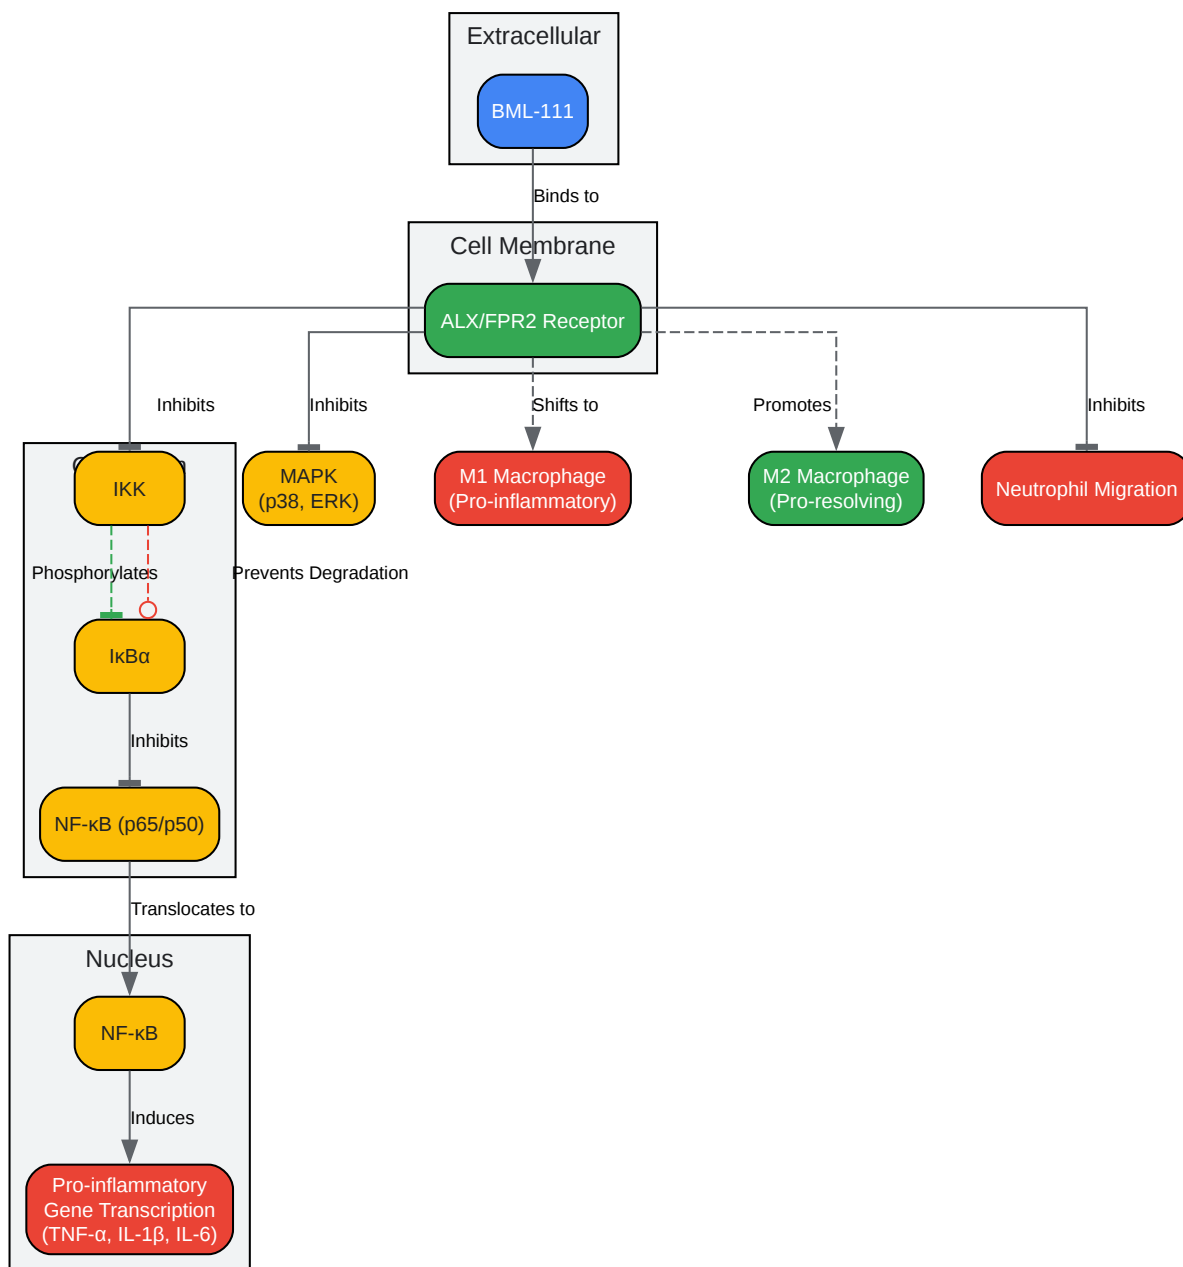 Extracellular
BML-111
Binds to
Cell Membrane
ALX/FPR2 Receptor
Inhibits
Inhibits
Shifts to
Promotes
Inhibits
IKK
MAPK
(p38, ERK)
M1 Macrophage
(Pro-inflammatory)
M2 Macrophage
(Pro-resolving)
Neutrophil Migration
Phosphorylates
Prevents Degradation
IκBα
Inhibits
NF-κB (p65/p50)
Translocates to
Nucleus
NF-κB
Induces
Pro-inflammatory
Gene Transcription
(TNF-α, IL-1β, IL-6)